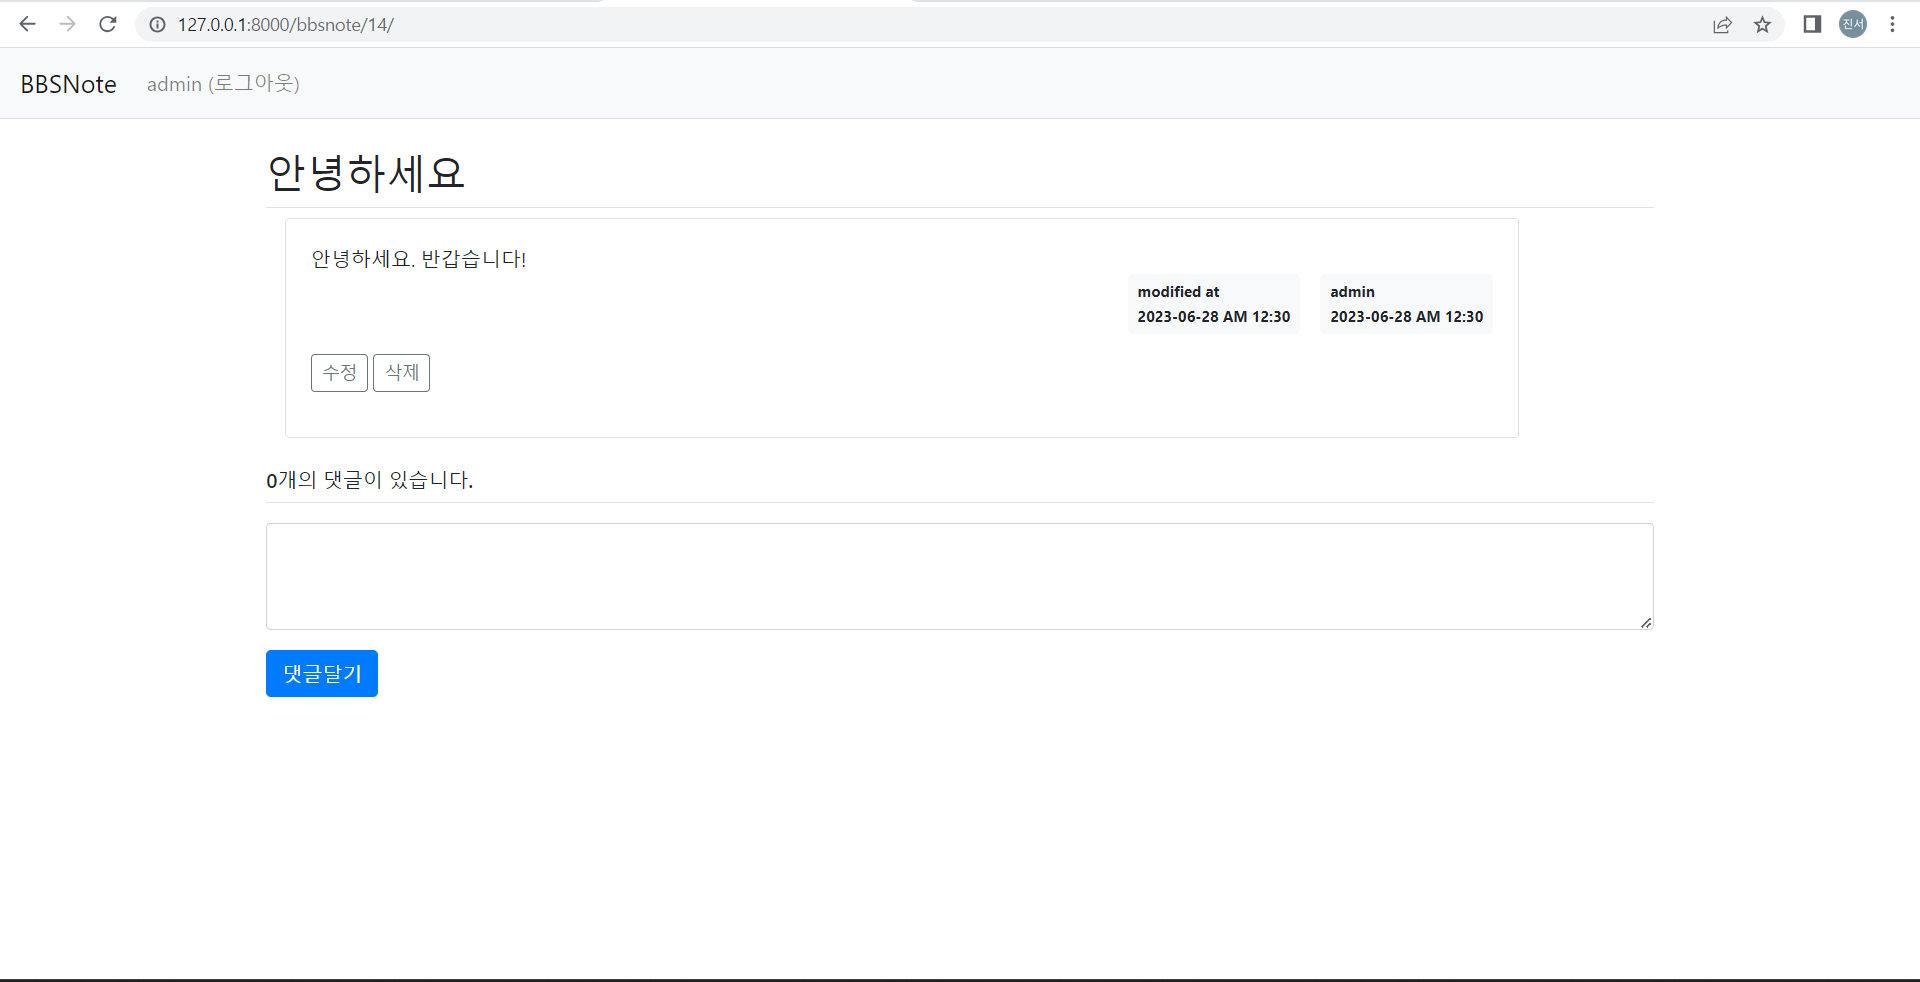 127.0.0.1:8000/bbsnote/14/
진서
BBSNote admin (로그아웃)
안녕하세요
안녕하세요. 반갑습니다!
modified at
2023-06-28 AM 12:30
admin
2023-06-28 AM 12:30
수정 삭제
0개의 댓글이 있습니다.
댓글달기